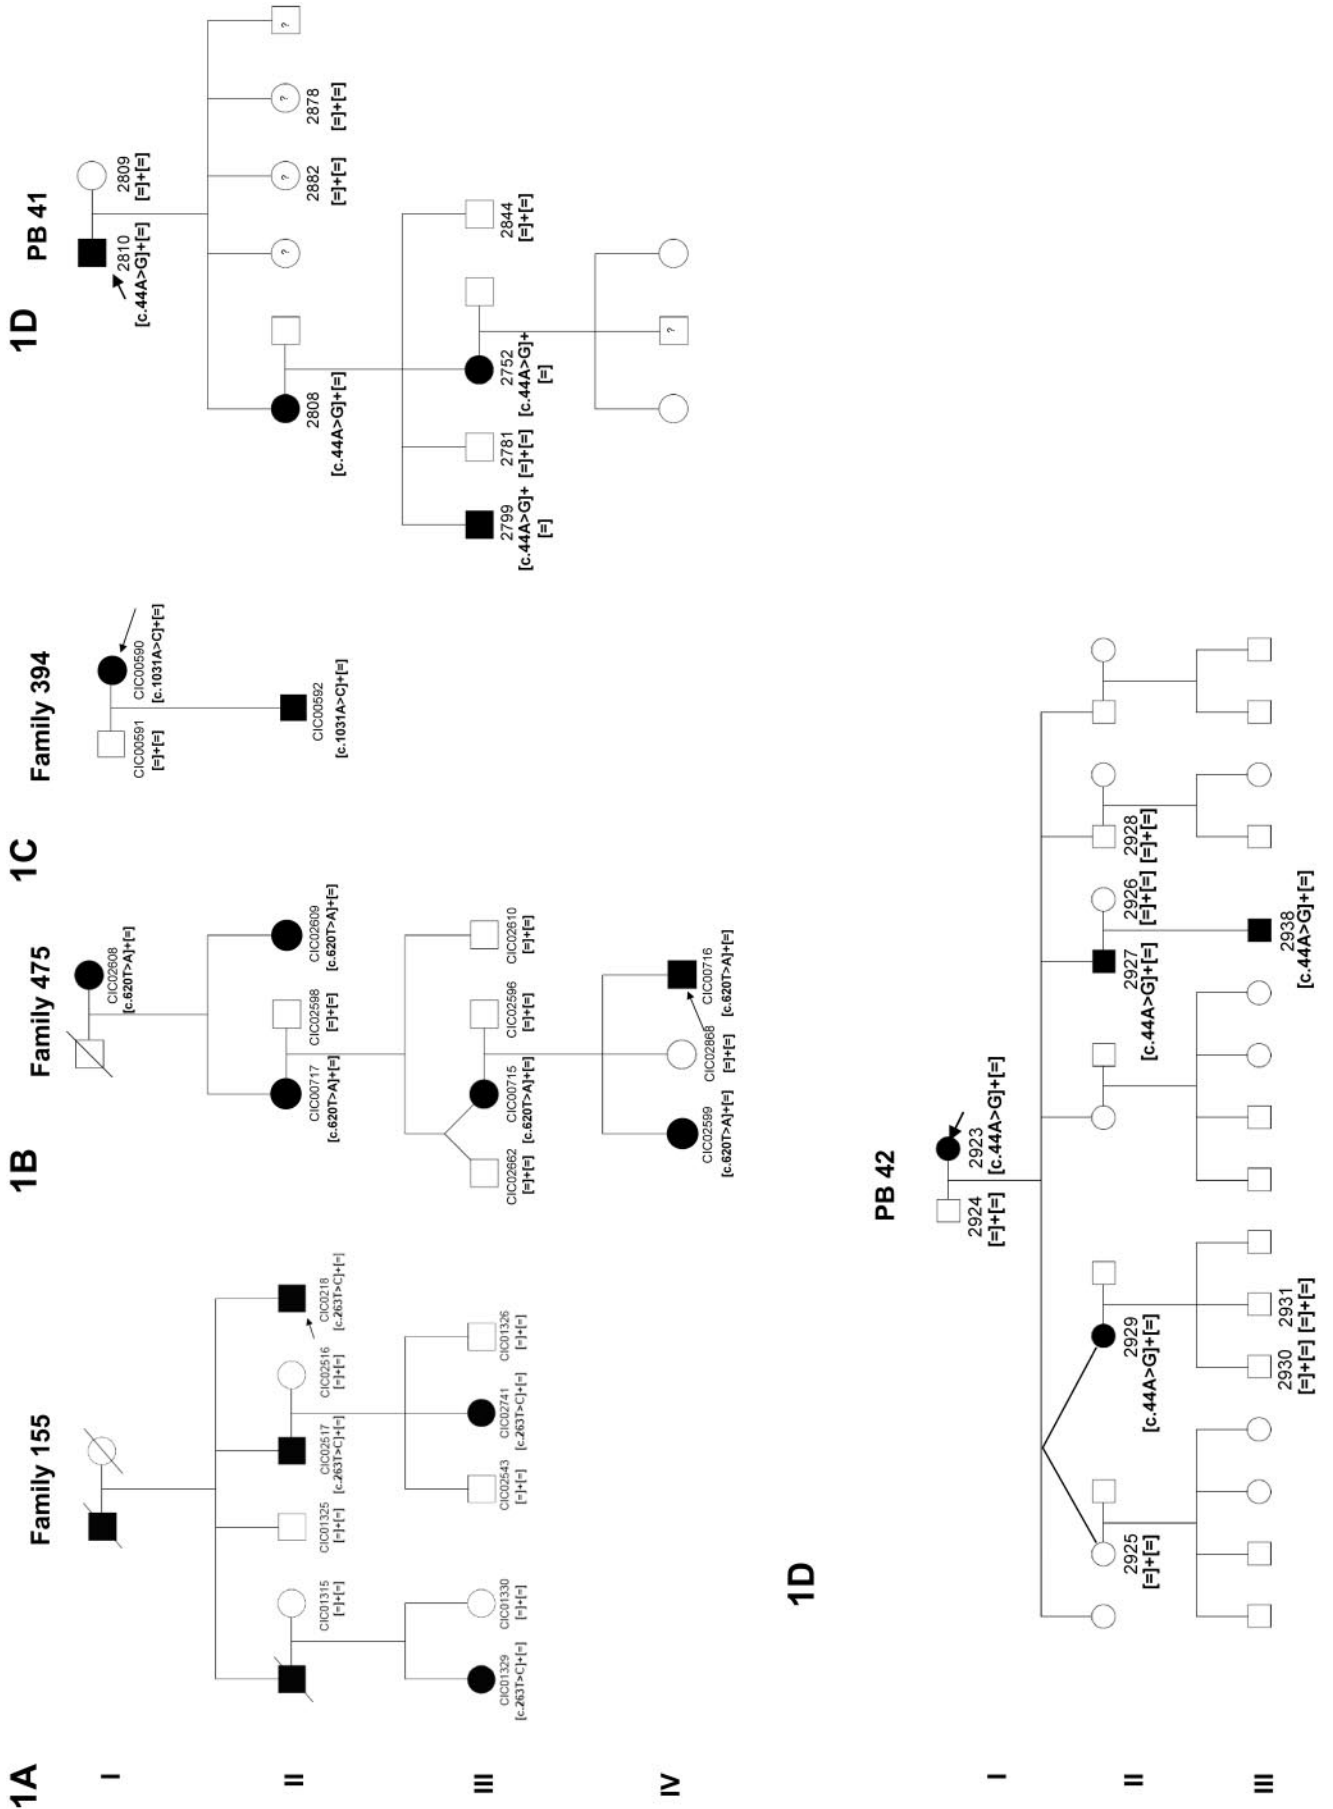 1A
Family 155
1B
Family 475
1C
Family 394
1D
PB 41
I
II
III
IV
CIC01315
[=]+[=]
CIC01325
[=]+[=]
CIC02517
[c.263T>C]+[=]
CIC02516
[=]+[=]
CIC0218
[c.263T>C]+[=]
CIC01329
[c.263T>C]+[=]
CIC01330
[=]+[=]
CIC02543
[=]+[=]
CIC02741
[c.263T>C]+[=]
CIC01326
[=]+[=]
CIC02608
[c.620T>A]+[=]
CIC00717
[c.620T>A]+[=]
CIC02598
[=]+[=]
CIC02609
[c.620T>A]+[=]
CIC02662
[=]+[=]
CIC00715
[c.620T>A]+[=]
CIC02596
[=]+[=]
CIC02610
[=]+[=]
CIC02599
[c.620T>A]+[=]
CIC02868
[=]+[=]
CIC00716
[c.620T>A]+[=]
CIC00591
[=]+[=]
CIC00590
[c.1031A>C]+[=]
CIC00592
[c.1031A>C]+[=]
2810
[c.44A>G]+[=]
2809
[=]+[=]
2808
[c.44A>G]+[=]
?
?
2882
[=]+[=]
?
2878
[=]+[=]
?
2799
[c.44A>G]+
[=]
2781
[=]+[=]
2752
[c.44A>G]+
[=]
2844
[=]+[=]
?
1D
PB 42
I
II
III
2924
[=]+[=]
2923
[c.44A>G]+[=]
2925
[=]+[=]
2929
[c.44A>G]+[=]
2927
[c.44A>G]+[=]
2926
[=]+[=]
2928
[=]+[=]
2930
[=]+[=]
2931
[=]+[=]
2938
[c.44A>G]+[=]